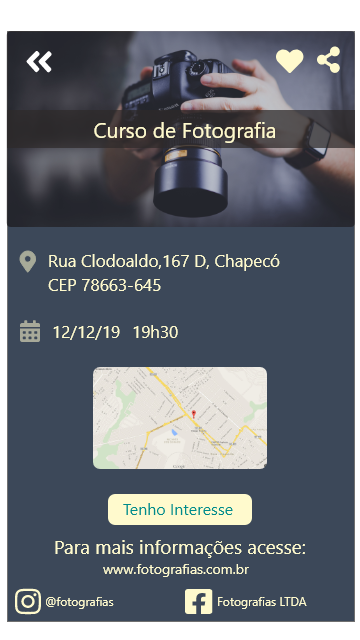 Curso de Fotografia
Rua Clodoaldo,167 D, Chapecó
CEP 78663-645
12/12/19 19h30
Tenho Interesse
Para mais informações acesse:
www.fotografias.com.br
@fotografias Fotografias LTDA